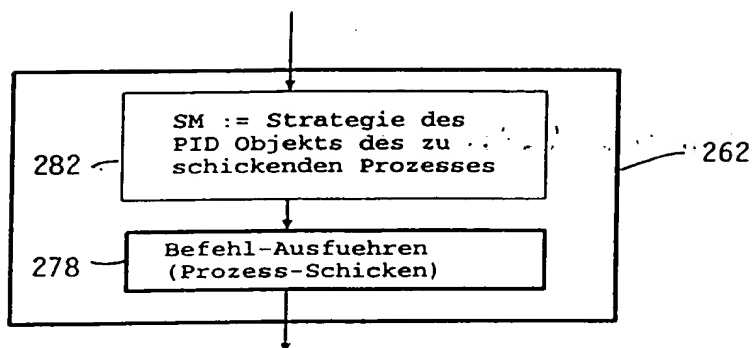 SM := Strategie des
PID Objekts des zu
schickenden Prozesses
282
262
Befehl-Ausfuehren
(Prozess-Schicken)
278